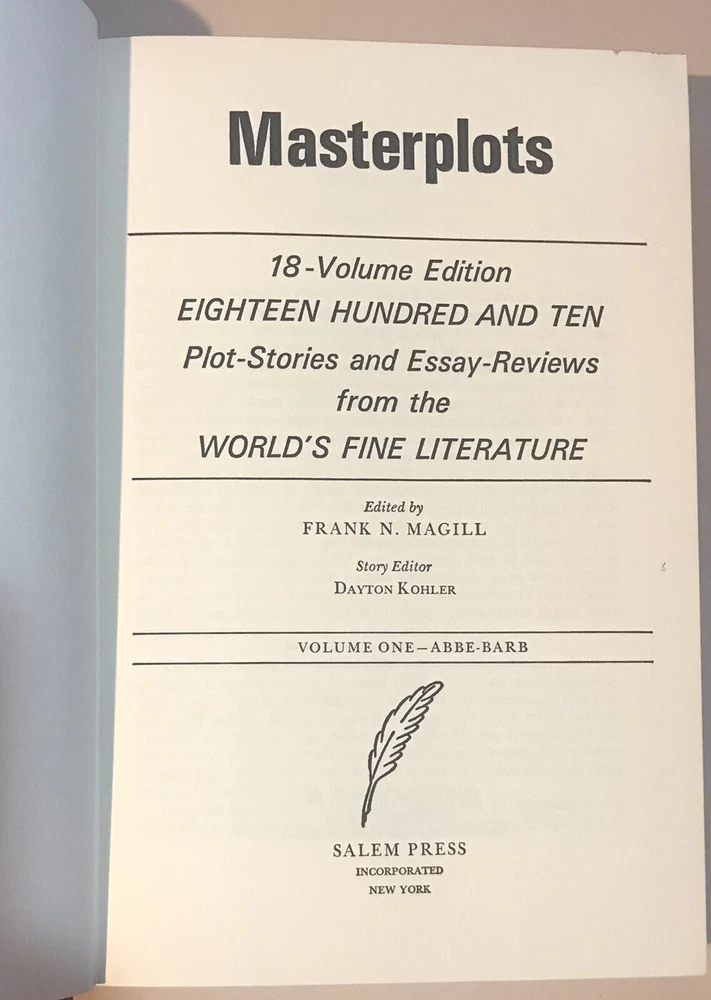 Masterplots
18-Volume Edition
EIGHTEEN HUNDRED AND TEN
Plot-Stories and Essay-Reviews
from the
WORLD'S FINE LITERATURE
Edited by
FRANK N. MAGILL
Story Editor
DAYTON KOHLER
VOLUME ONE—ABBE-BARB
SALEM PRESS
INCORPORATED
NEW YORK